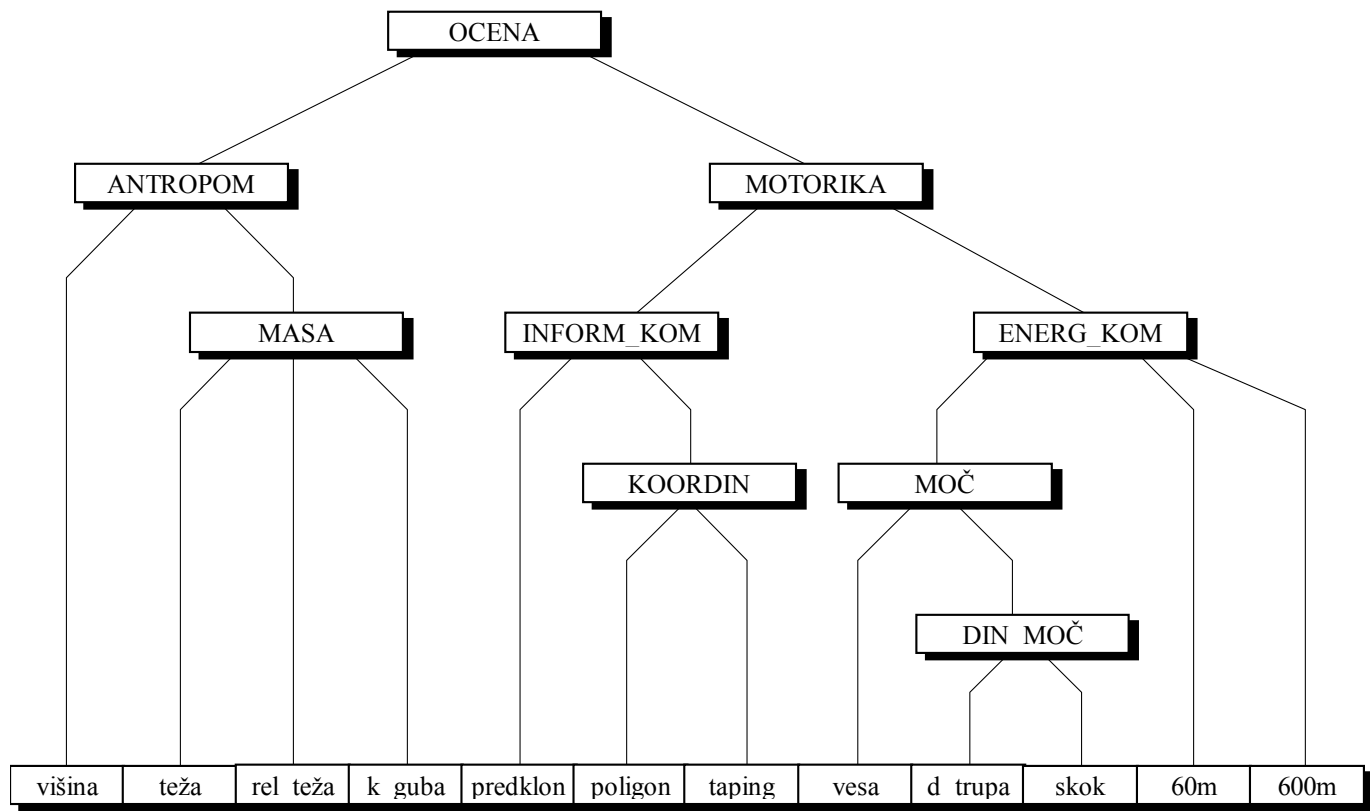 OCENA
ANTROPOM MOTORIKA
MASA INFORM_KOM ENERG_KOM
KOORDIN MOČ
DIN_MOČ
višina teža rel_teža k_guba predklon poligon taping vesa d_trupa skok 60m 600m